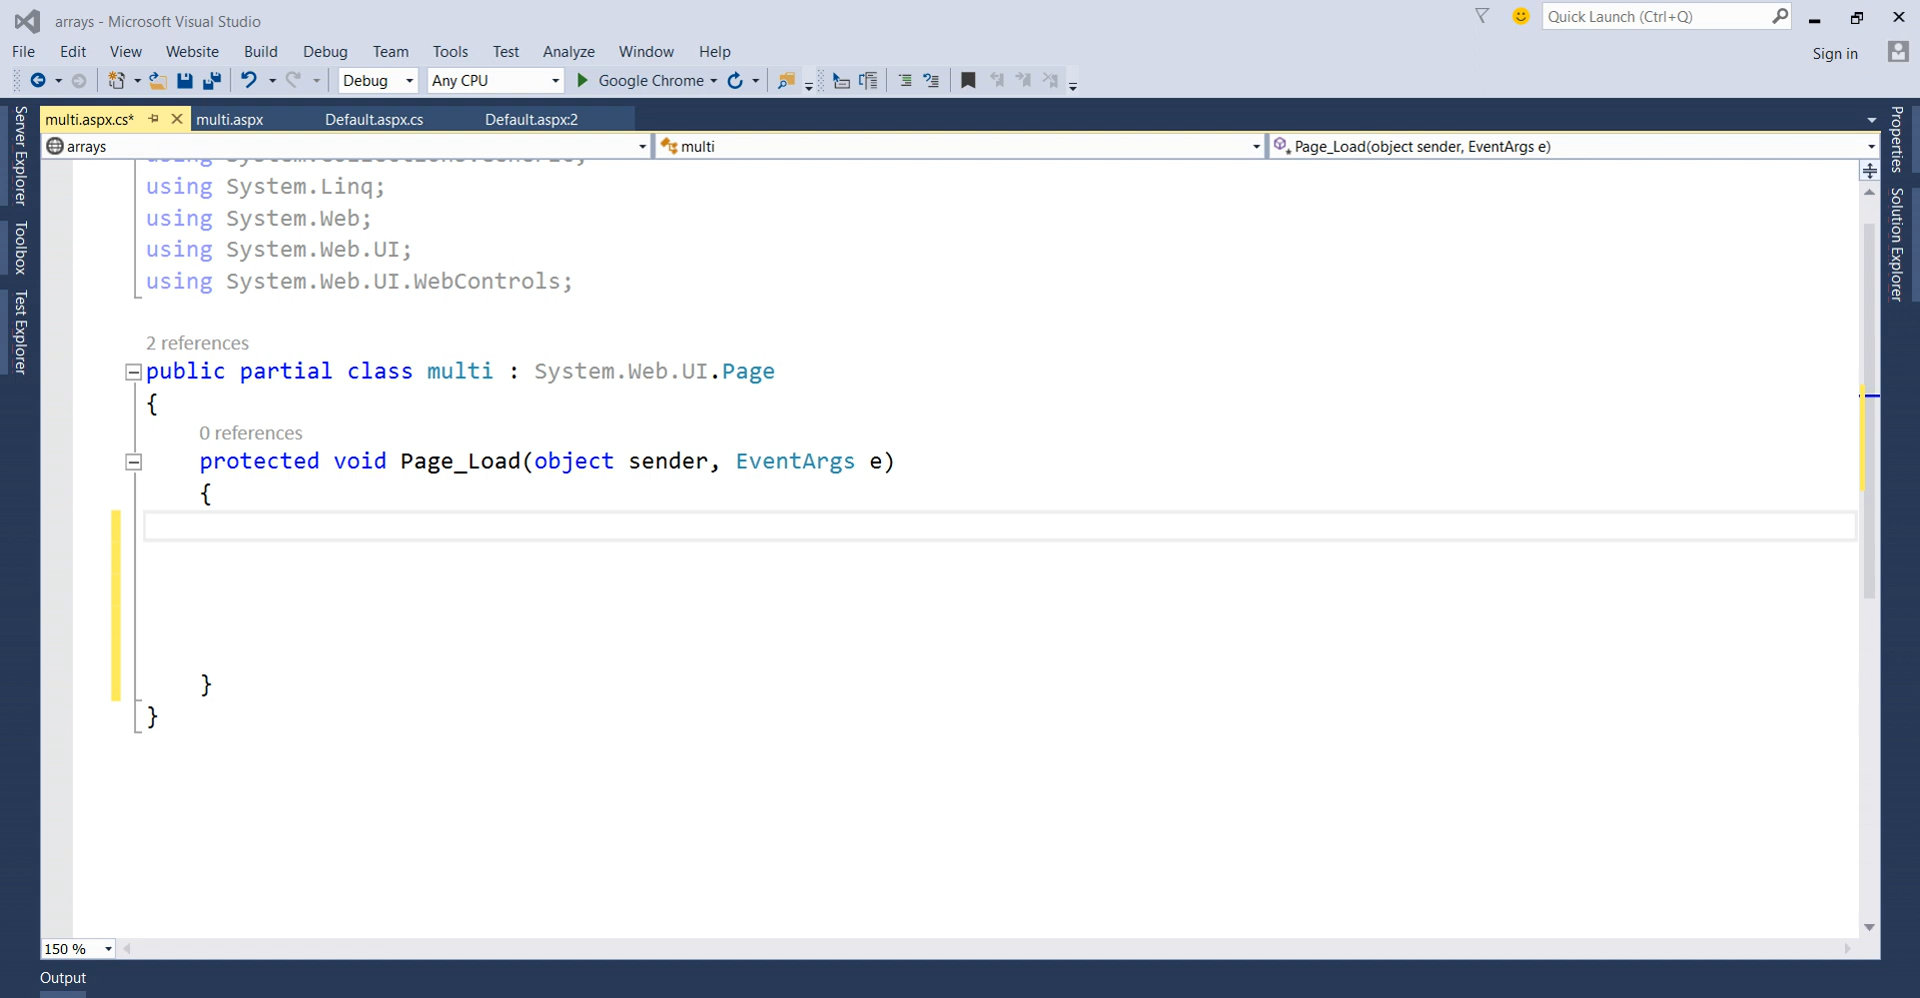 arrays - Microsoft Visual Studio
Quick Launch (Ctrl+Q)
File Edit View Website Build Debug Team Tools Test Analyze Window Help
Sign in
Debug Any CPU Google Chrome
multi.aspx.cs* multi.aspx Default.aspx.cs Default.aspx:2
arrays multi Page_Load(object sender, EventArgs e)
Server Explorer
Toolbox
Test Explorer
Properties
Solution Explorer
using System.Collections.Generic;
using System.Linq;
using System.Web;
using System.Web.UI;
using System.Web.UI.WebControls;
2 references
public partial class multi : System.Web.UI.Page
{
0 references
protected void Page_Load(object sender, EventArgs e)
{
}
}
150 %
Output